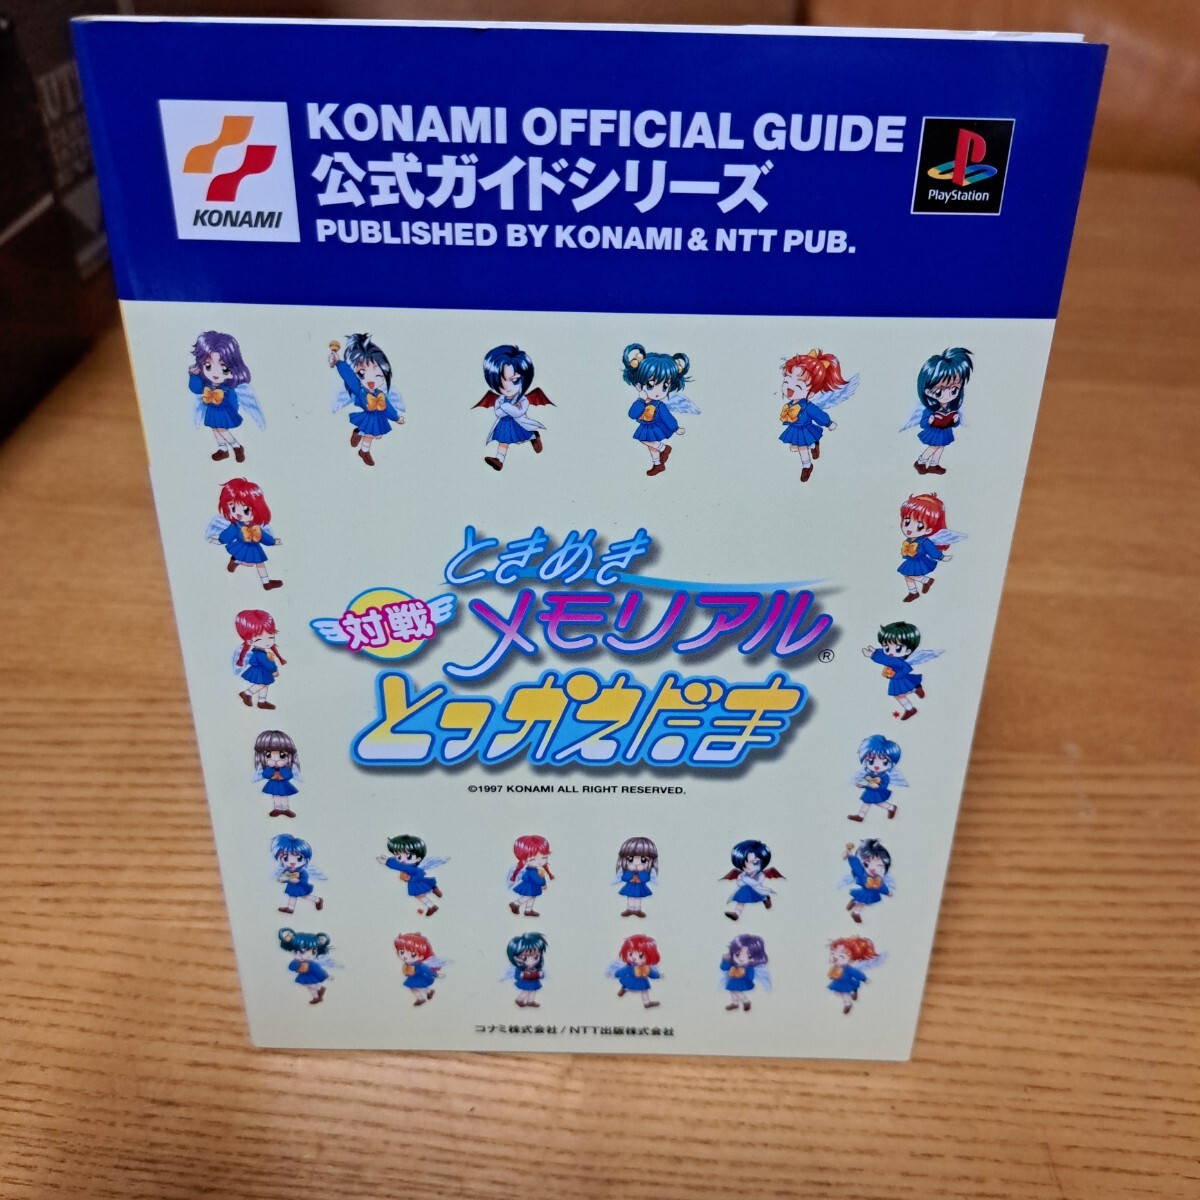 KONAMI OFFICIAL GUIDE
公式ガイドシリーズ
PUBLISHED BY KONAMI & NTT PUB.
KONAMI
PlayStation
ときめき
メモリアル®
対戦
とっかえだま
©1997 KONAMI ALL RIGHT RESERVED.
コナミ株式会社/NTT出版株式会社